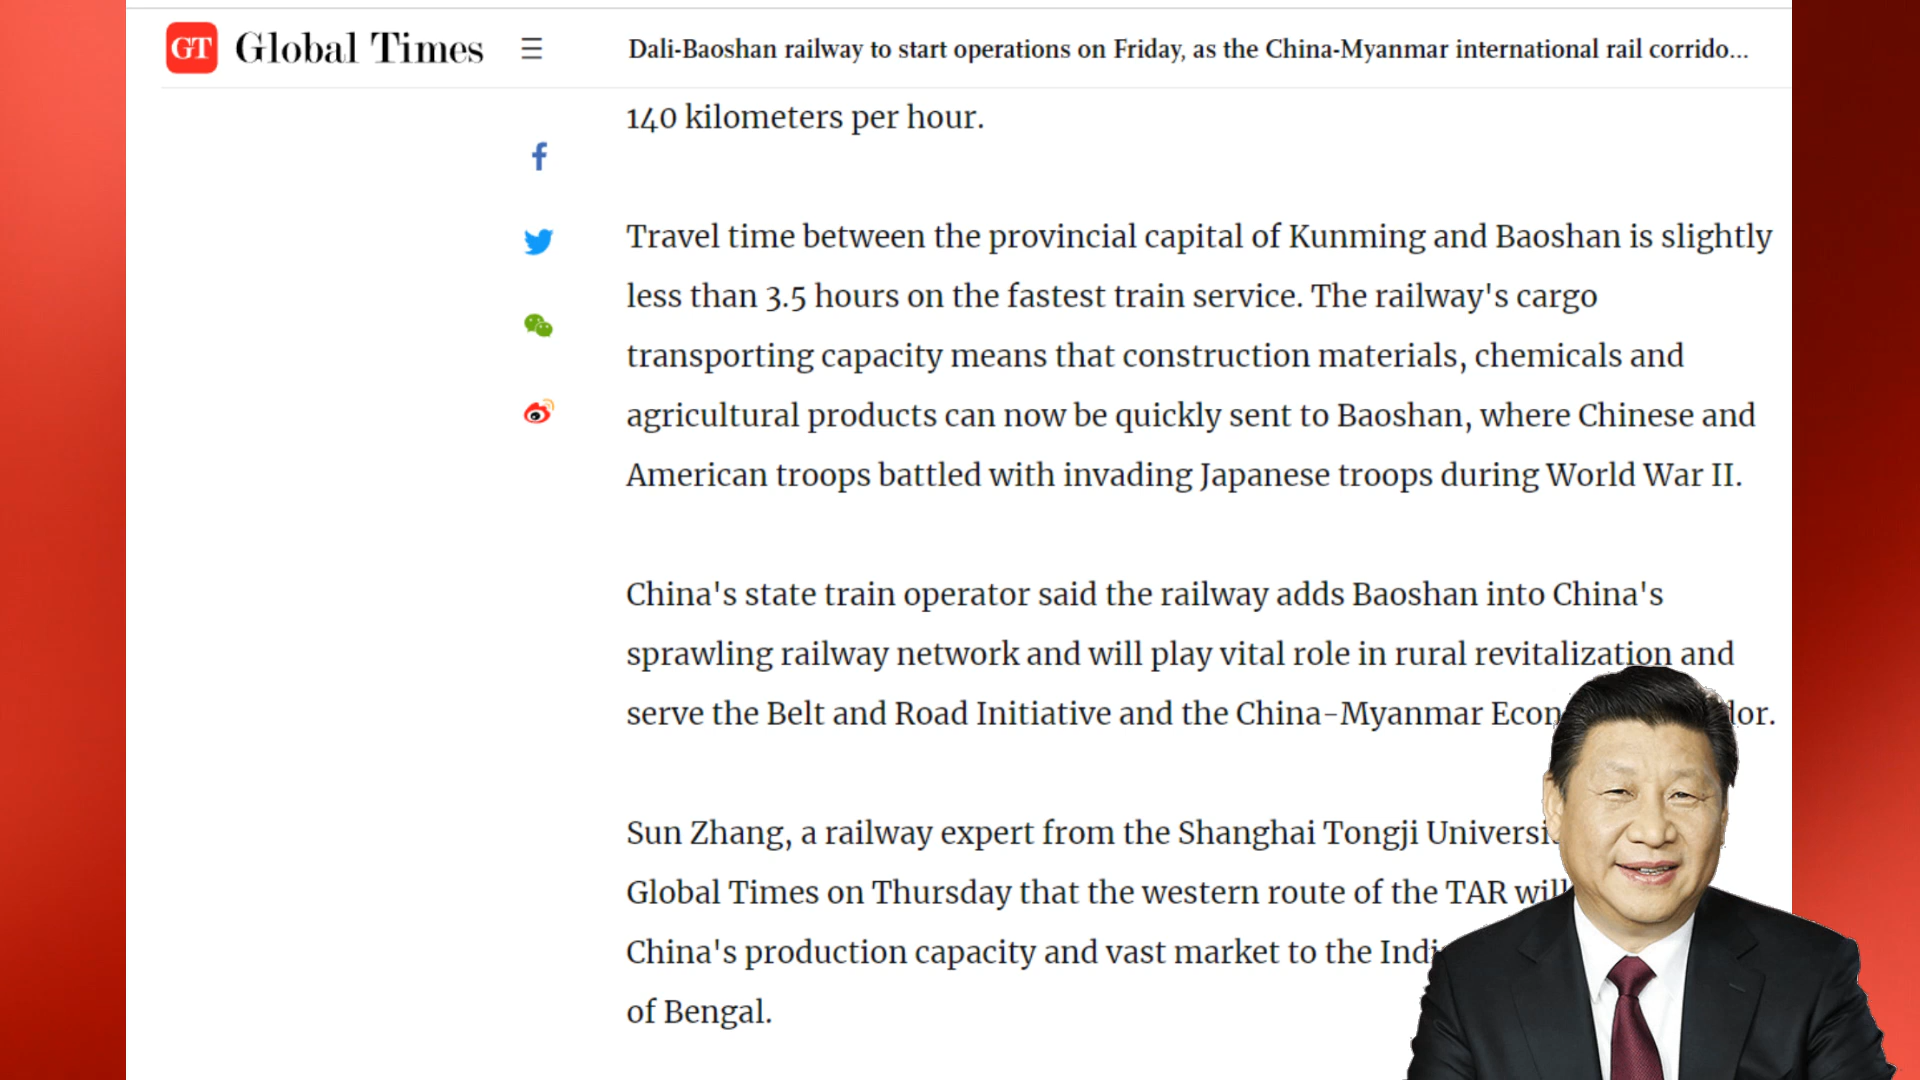 GT Global Times
Dali-Baoshan railway to start operations on Friday, as the China-Myanmar international rail corrido...
140 kilometers per hour.
Travel time between the provincial capital of Kunming and Baoshan is slightly
less than 3.5 hours on the fastest train service. The railway's cargo
transporting capacity means that construction materials, chemicals and
agricultural products can now be quickly sent to Baoshan, where Chinese and
American troops battled with invading Japanese troops during World War II.
China's state train operator said the railway adds Baoshan into China's
sprawling railway network and will play vital role in rural revitalization and
serve the Belt and Road Initiative and the China-Myanmar
Sun Zhang, a railway expert from the Shanghai Tongji
Global Times on Thursday that the western route of the TAR will
China's production capacity and vast market to the
of Bengal.